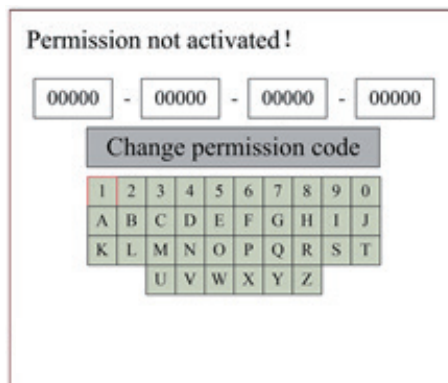 Permission not activated!
00000 - 00000 - 00000 - 00000
Change permission code
1 2 3 4 5 6 7 8 9 0
A B C D E F G H I J
K L M N O P Q R S T
U V W X Y Z